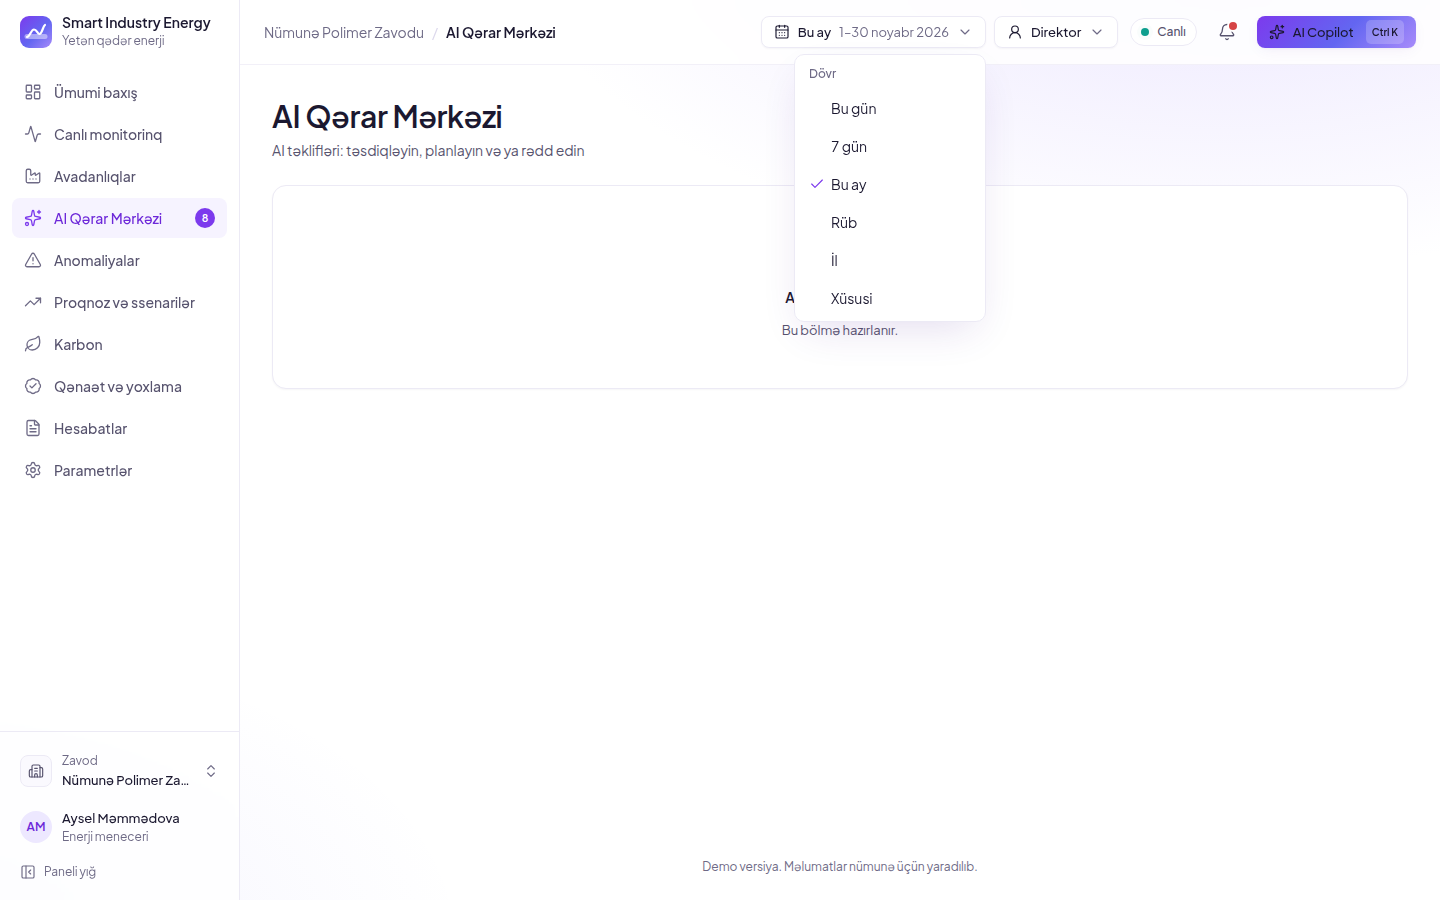 Smart Industry Energy
Yetən qədər enerji
Ümumi baxış
Canlı monitorinq
Avadanlıqlar
AI Qərar Mərkəzi 8
Anomaliyalar
Proqnoz və ssenarilər
Karbon
Qənaət və yoxlama
Hesabatlar
Parametrlər
Zavod
Nümunə Polimer Za...
AM
Aysel Məmmədova
Enerji meneceri
Paneli yığ
Nümunə Polimer Zavodu / AI Qərar Mərkəzi
Bu ay 1–30 noyabr 2026
Direktor
Canlı
AI Copilot Ctrl K
Dövr
Bu gün
7 gün
Bu ay
Rüb
İl
Xüsusi
AI Qərar Mərkəzi
AI təklifləri: təsdiqləyin, planlayın və ya rədd edin
Bu bölmə hazırlanır.
Demo versiya. Məlumatlar nümunə üçün yaradılıb.